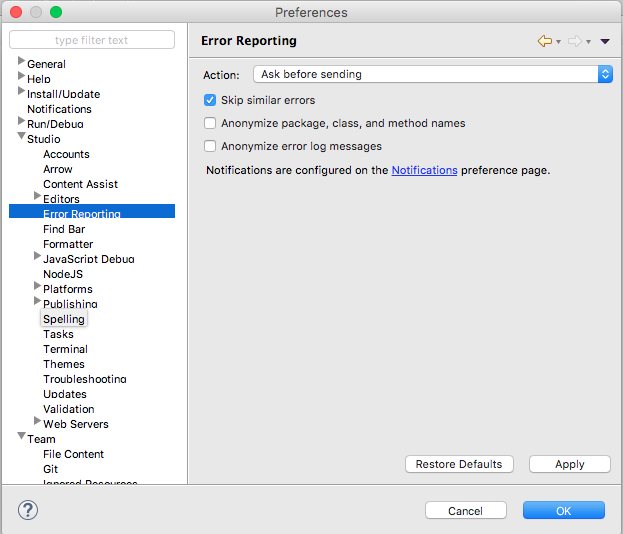 Preferences
type filter text
General
Help
Install/Update
Notifications
Run/Debug
Studio
Accounts
Arrow
Content Assist
Editors
Error Reporting
Find Bar
Formatter
JavaScript Debug
NodeJS
Platforms
Publishing
Spelling
Tasks
Terminal
Themes
Troubleshooting
Updates
Validation
Web Servers
Team
File Content
Git
Ignored Resources
Error Reporting
Action: Ask before sending
Skip similar errors
Anonymize package, class, and method names
Anonymize error log messages
Notifications are configured on the Notifications preference page.
Restore Defaults Apply
? Cancel OK